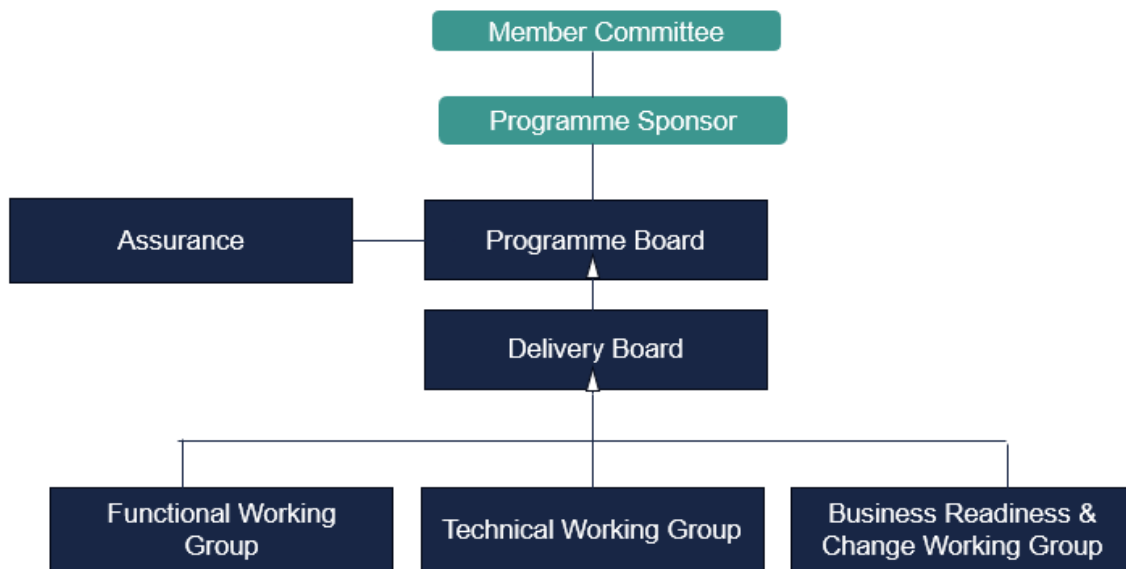 Member Committee
Programme Sponsor
Assurance
Programme Board
Delivery Board
Functional Working
Group
Technical Working Group
Business Readiness &
Change Working Group